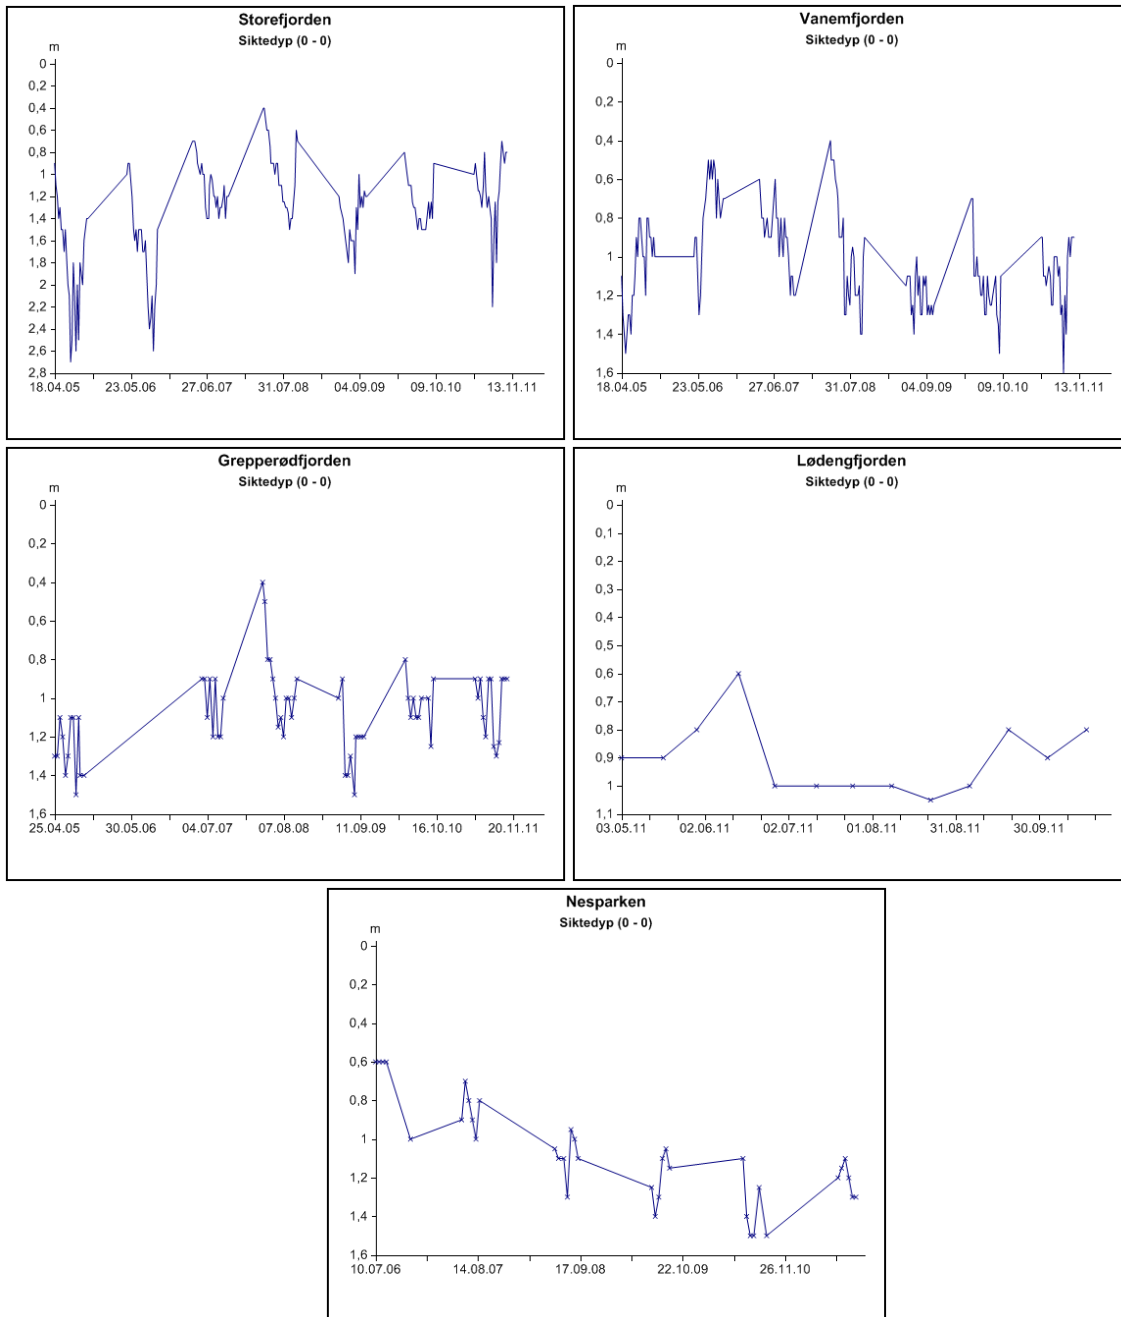 Storefjorden
Siktedyp (0 - 0)
m
0
0,2
0,4
0,6
0,8
1
1,2
1,4
1,6
1,8
2
2,2
2,4
2,6
2,8
18.04.05 23.05.06 27.06.07 31.07.08 04.09.09 09.10.10 13.11.11
Vanemfjorden
Siktedyp (0 - 0)
m
0
0,2
0,4
0,6
0,8
1
1,2
1,4
1,6
18.04.05 23.05.06 27.06.07 31.07.08 04.09.09 09.10.10 13.11.11
Grepperødfjorden
Siktedyp (0 - 0)
m
0
0,2
0,4
0,6
0,8
1
1,2
1,4
1,6
25.04.05 30.05.06 04.07.07 07.08.08 11.09.09 16.10.10 20.11.11
Lødengfjorden
Siktedyp (0 - 0)
m
0
0,1
0,2
0,3
0,4
0,5
0,6
0,7
0,8
0,9
1
1,1
03.05.11 02.06.11 02.07.11 01.08.11 31.08.11 30.09.11
Nesparken
Siktedyp (0 - 0)
m
0
0,2
0,4
0,6
0,8
1
1,2
1,4
1,6
10.07.06 14.08.07 17.09.08 22.10.09 26.11.10